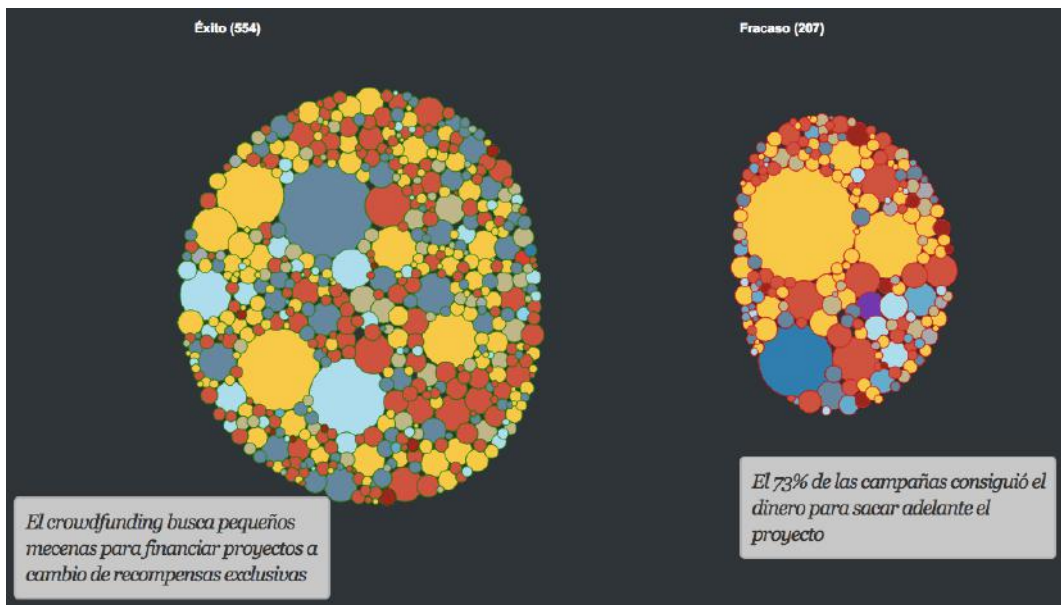 Éxito (554)
Fracaso (207)
El crowdfunding busca pequeños
mecenas para financiar proyectos a
cambio de recompensas exclusivas
El 73% de las campañas consiguió el
dinero para sacar adelante el
proyecto